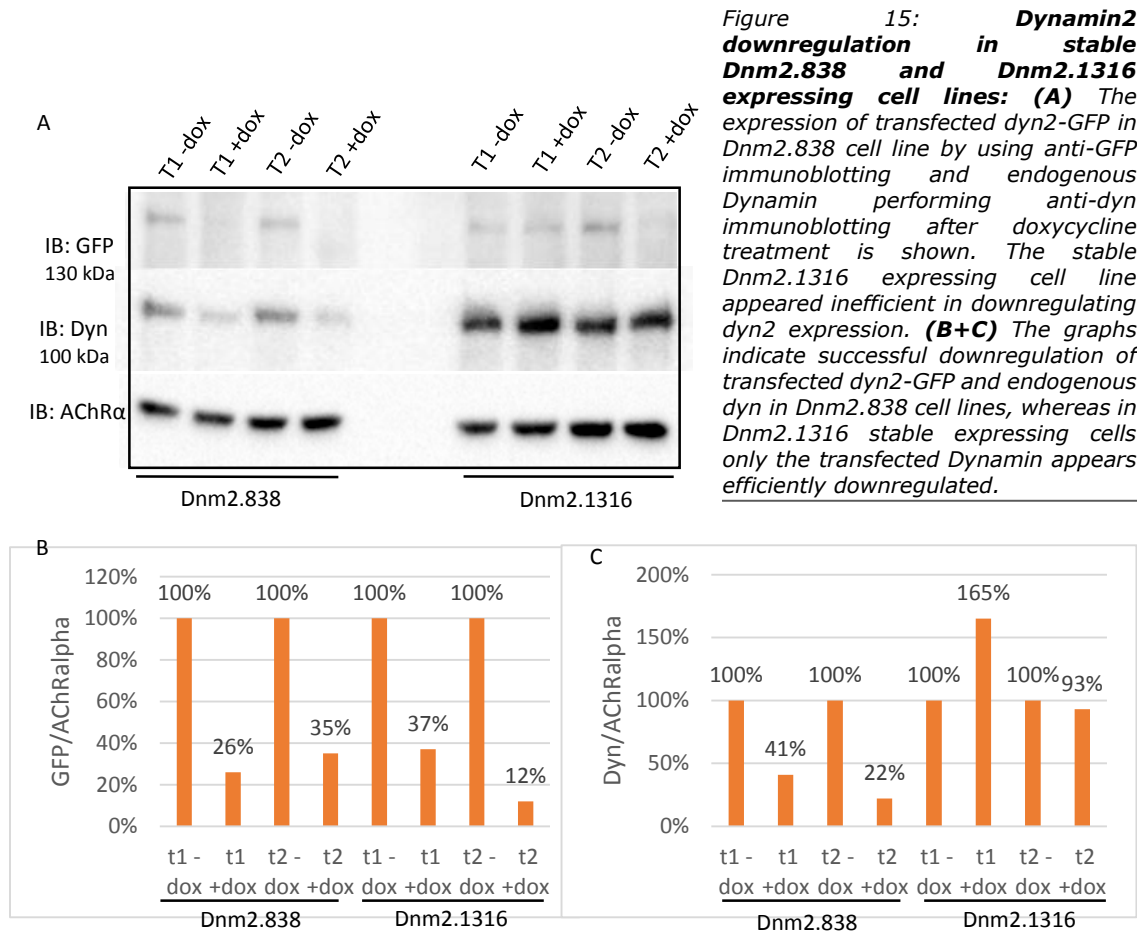 Figure 15: Dynamin2
downregulation in stable
Dnm2.838 and Dnm2.1316
expressing cell lines: (A) The
expression of transfected dyn2-GFP in
Dnm2.838 cell line by using anti-GFP
immunoblotting and endogenous
Dynamin performing anti-dyn
immunoblotting after doxycycline
treatment is shown. The stable
Dnm2.1316 expressing cell line
appeared inefficient in downregulating
dyn2 expression. (B+C) The graphs
indicate successful downregulation of
transfected dyn2-GFP and endogenous
dyn in Dnm2.838 cell lines, whereas in
Dnm2.1316 stable expressing cells
only the transfected Dynamin appears
efficiently downregulated.
A
T1 -dox T1 +dox T2 -dox T2 +dox T1 -dox T1 +dox T2 -dox T2 +dox
IB: GFP
130 kDa
IB: Dyn
100 kDa
IB: AChRα
Dnm2.838 Dnm2.1316
B
GFP/AChRalpha
120%
100%
80%
60%
40%
20%
0%
100% 26% 100% 35% 100% 37% 100% 12%
t1 - t1 t2 - t2 t1 - t1 t2 - t2
dox +dox dox +dox dox +dox dox +dox
Dnm2.838 Dnm2.1316
C
Dyn/AChRalpha
200%
150%
100%
50%
0%
100% 41% 100% 22% 100% 165% 100% 93%
t1 - t1 t2 - t2 t1 - t1 t2 - t2
dox +dox dox +dox dox +dox dox +dox
Dnm2.838 Dnm2.1316